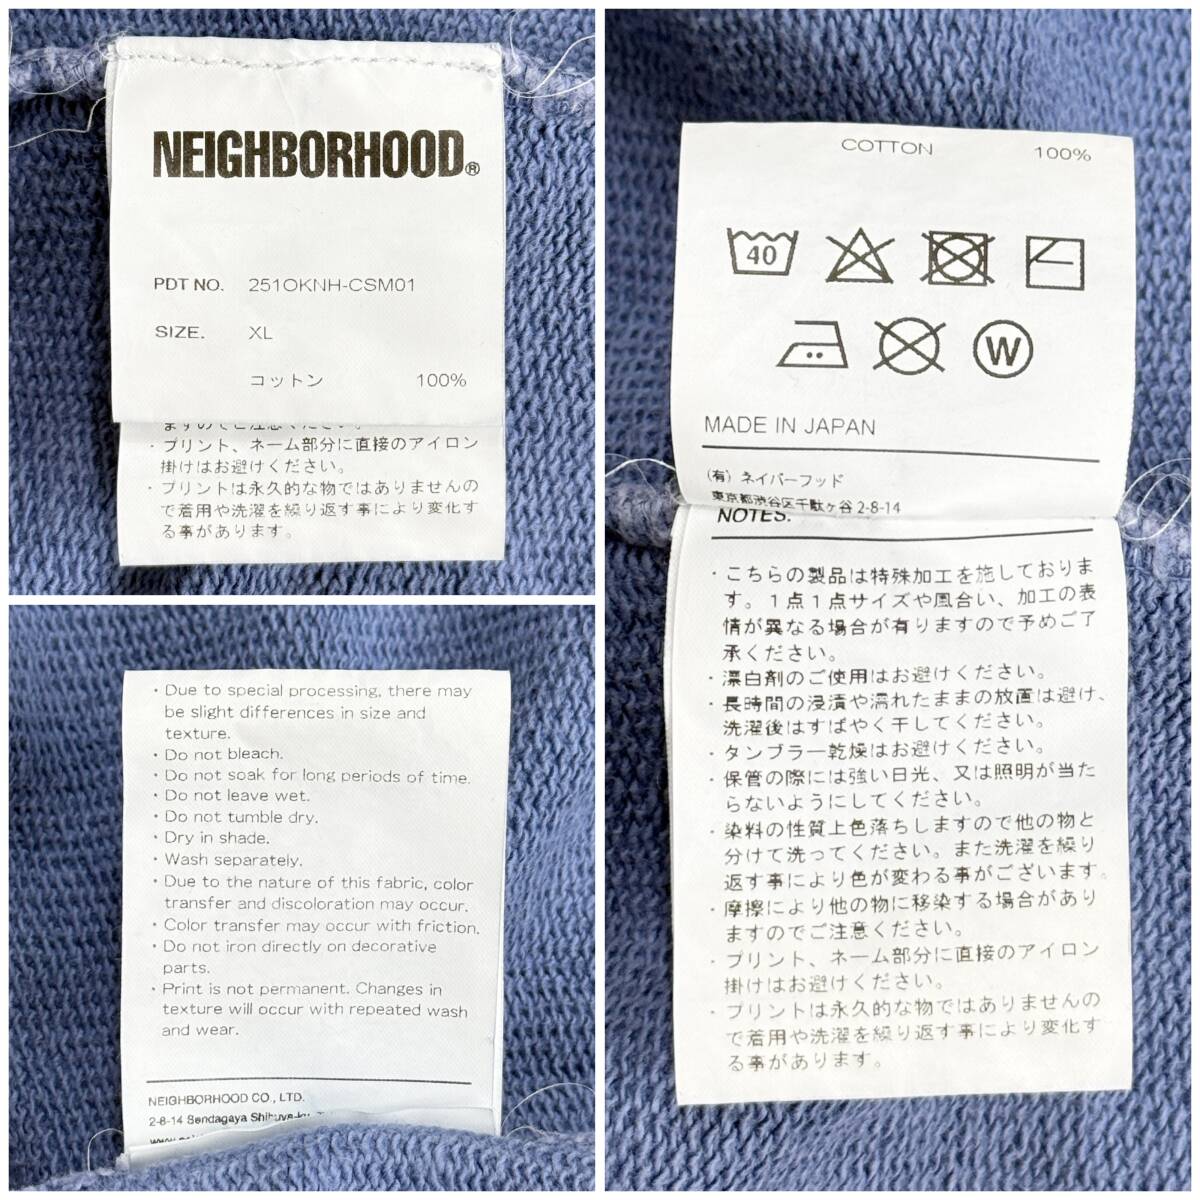 NEIGHBORHOOD®
PDT NO. 251OKNH-CSM01
SIZE. XL
コットン 100%
ますのでご注意ください。
・プリント、ネーム部分に直接のアイロン
掛けはお避けください。
・プリントは永久的な物ではありませんの
で着用や洗濯を繰り返す事により変化す
る事があります。
・Due to special processing, there may
be slight differences in size and
texture.
・Do not bleach.
・Do not soak for long periods of time.
・Do not leave wet.
・Do not tumble dry.
・Dry in shade.
・Wash separately.
・Due to the nature of this fabric, color
transfer and discoloration may occur.
・Color transfer may occur with friction.
・Do not iron directly on decorative
parts.
・Print is not permanent. Changes in
texture will occur with repeated wash
and wear.
NEIGHBORHOOD CO., LTD.
2-8-14 Sendagaya Shibuya-ku
COTTON 100%
40
W
MADE IN JAPAN
(有) ネイバーフッド
東京都渋谷区千駄ヶ谷 2-8-14
NOTES.
・こちらの製品は特殊加工を施しておりま
す。1点1点サイズや風合い、加工の表
情が異なる場合が有りますので予めご了
承ください。
・漂白剤のご使用はお避けください。
・長時間の浸漬や濡れたままの放置は避け、
洗濯後はすばやく干してください。
・タンブラー乾燥はお避けください。
・保管の際には強い日光、又は照明が当た
らないようにしてください。
・染料の性質上色落ちしますので他の物と
分けて洗ってください。また洗濯を繰り
返す事により色が変わる事がございます。
・摩擦により他の物に移染する場合があり
ますのでご注意ください。
・プリント、ネーム部分に直接のアイロン
掛けはお避けください。
・プリントは永久的な物ではありませんの
で着用や洗濯を繰り返す事により変化す
る事があります。